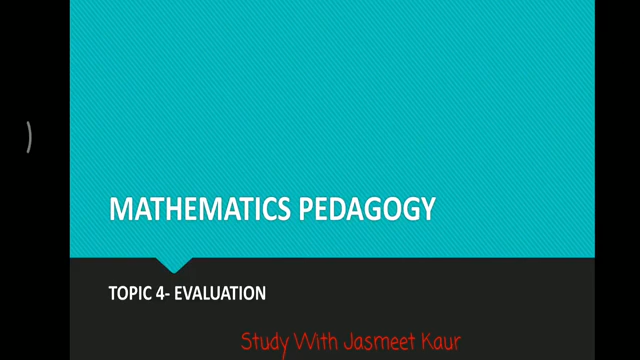 MATHEMATICS PEDAGOGY
TOPIC 4- EVALUATION
Study With Jasmeet Kaur